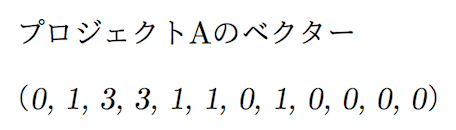 プロジェクトAのベクター
(0, 1, 3, 3, 1, 1, 0, 1, 0, 0, 0, 0)